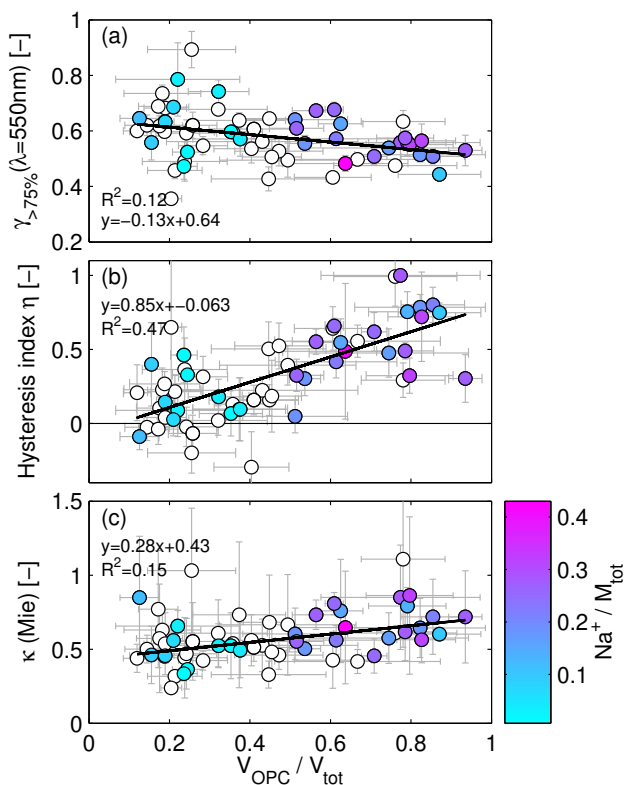 (a)
γ>75%(λ=550nm) [−]
1
0.8
0.6
0.4
0.2
R²=0.12
y=−0.13x+0.64
(b)
Hysteresis index η [−]
1
0.5
0
y=0.85x+−0.063
R²=0.47
(c)
κ (Mie) [−]
1.5
1
0.5
0
y=0.28x+0.43
R²=0.15
0 0.2 0.4 0.6 0.8 1
V_OPC / V_tot
0.4
0.3
0.2
0.1
Na⁺ / M_tot